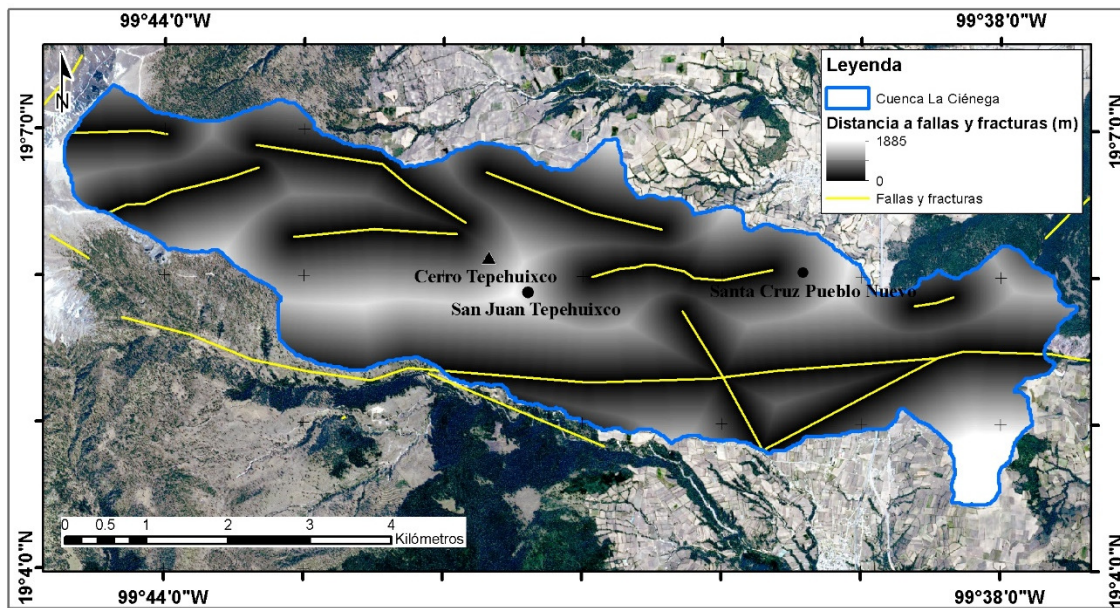 99°44'0"W
99°38'0"W
19°7'0"N
19°7'0"N
N
Leyenda
Cuenca La Ciénega
Distancia a fallas y fracturas (m)
1885
0
Fallas y fracturas
Cerro Tepehuixco
San Juan Tepehuixco
Santa Cruz Pueblo Nuevo
0 0.5 1 2 3 4
Kilómetros
19°4'0"N
19°4'0"N
99°44'0"W
99°38'0"W